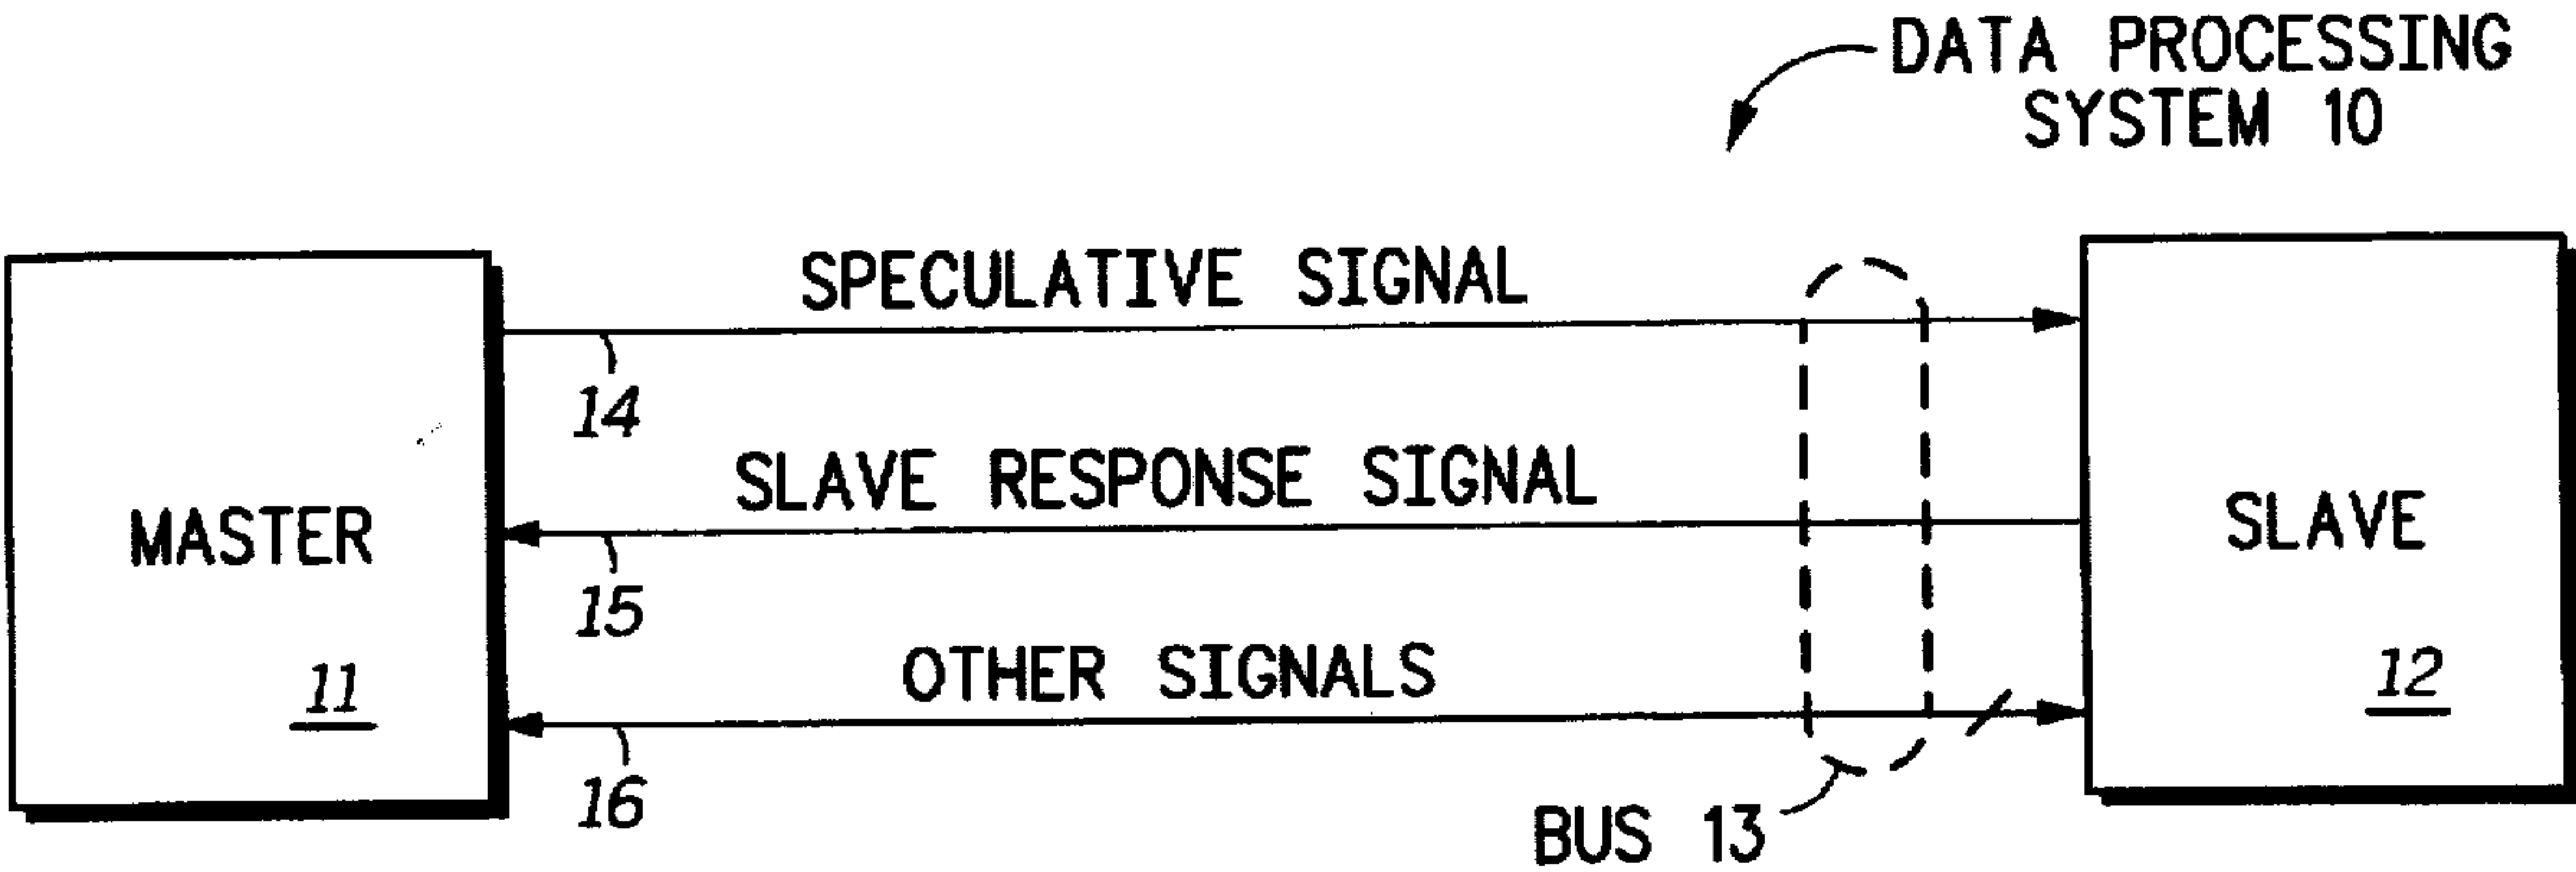 DATA PROCESSING
SYSTEM 10
SPECULATIVE SIGNAL
14
SLAVE RESPONSE SIGNAL
MASTER
SLAVE
15
OTHER SIGNALS
11
12
16
BUS 13